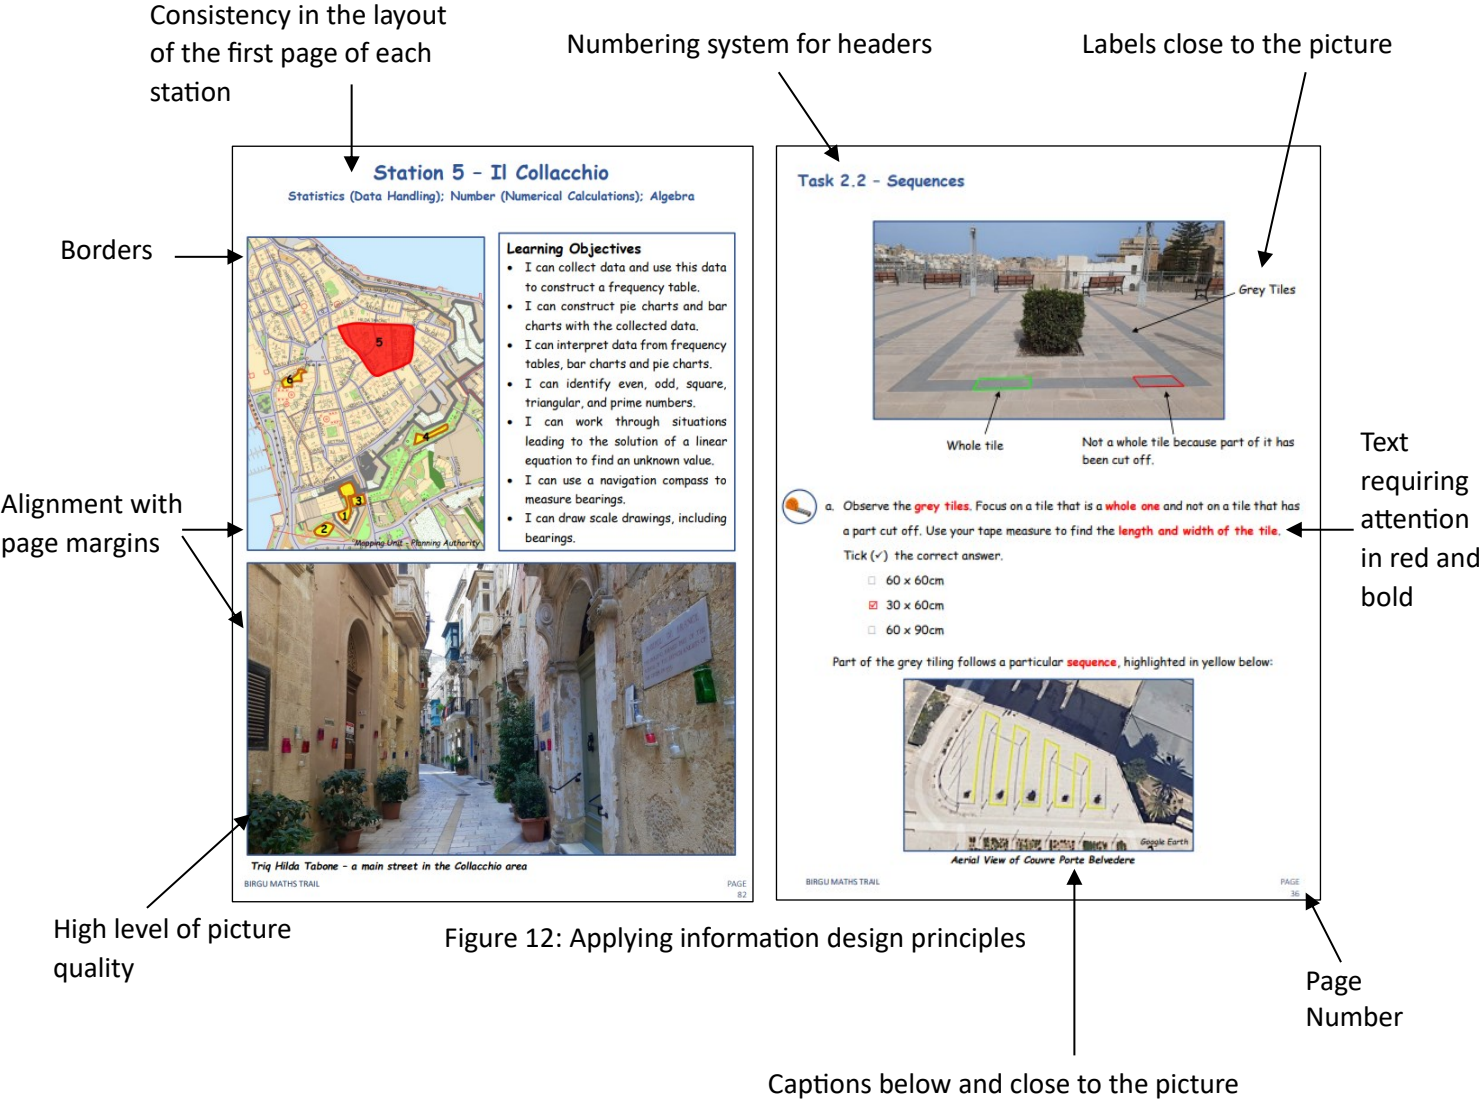 Consistency in the layout
of the first page of each
station
Numbering system for headers
Labels close to the picture
Borders
Alignment with
page margins
High level of picture
quality
Station 5 – Il Collacchio
Statistics (Data Handling); Number (Numerical Calculations); Algebra
5
6
4
3
1
2
Mapping Unit - Planning Authority
Learning Objectives
• I can collect data and use this data
to construct a frequency table.
• I can construct pie charts and bar
charts with the collected data.
• I can interpret data from frequency
tables, bar charts and pie charts.
• I can identify even, odd, square,
triangular, and prime numbers.
• I can work through situations
leading to the solution of a linear
equation to find an unknown value.
• I can use a navigation compass to
measure bearings.
• I can draw scale drawings, including
bearings.
Triq Hilda Tabone – a main street in the Collacchio area
BIRGU MATHS TRAIL
PAGE
82
Task 2.2 – Sequences
Grey Tiles
Whole tile
Not a whole tile because part of it has
been cut off.
a. Observe the grey tiles. Focus on a tile that is a whole one and not on a tile that has
a part cut off. Use your tape measure to find the length and width of the tile.
Tick (✓) the correct answer.
☐ 60 x 60cm
☑ 30 x 60cm
☐ 60 x 90cm
Part of the grey tiling follows a particular sequence, highlighted in yellow below:
Google Earth
Aerial View of Couvre Porte Belvedere
BIRGU MATHS TRAIL
PAGE
36
Text
requiring
attention
in red and
bold
Figure 12: Applying information design principles
Page
Number
Captions below and close to the picture